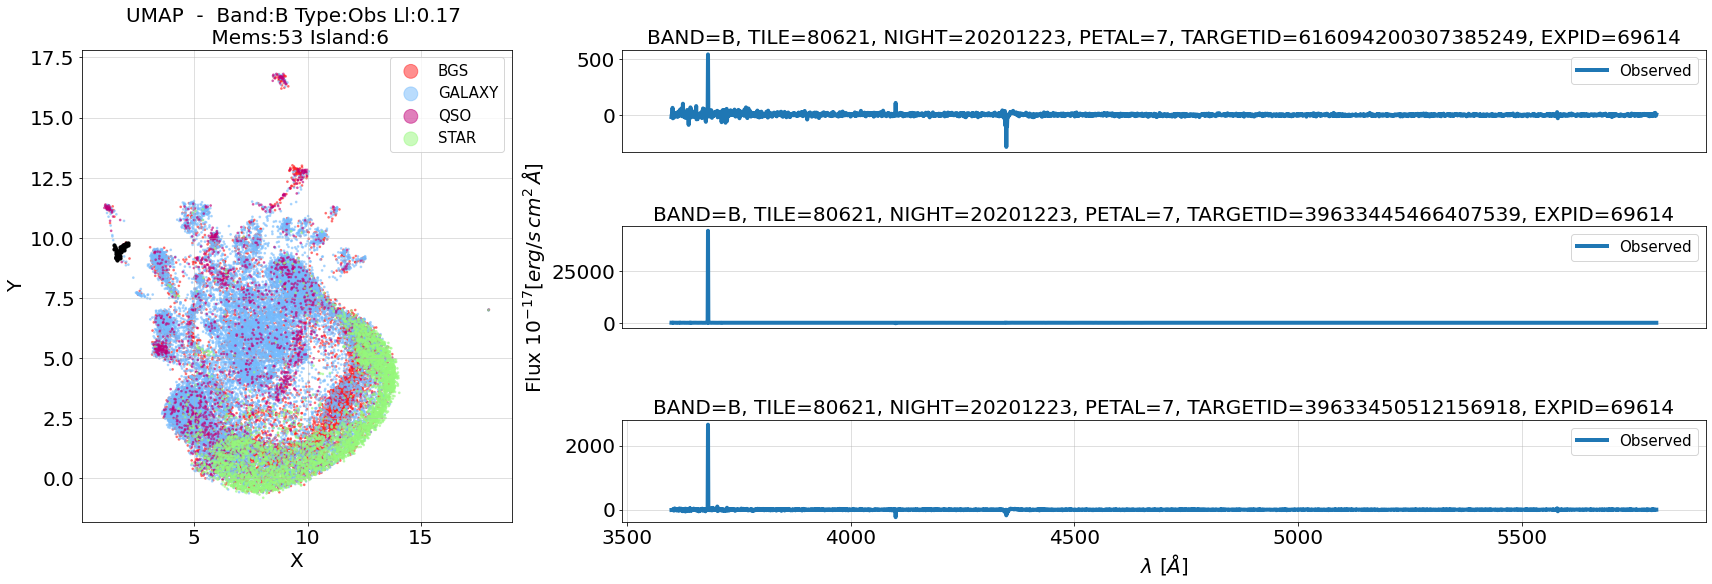 UMAP - Band:B Type:Obs Ll:0.17
Mems:53 Island:6
17.5
15.0
12.5
10.0
7.5
5.0
2.5
0.0
Y
5
10
15
X
BGS
GALAXY
QSO
STAR
Flux 10⁻¹⁷[erg/s cm² Å]
BAND=B, TILE=80621, NIGHT=20201223, PETAL=7, TARGETID=616094200307385249, EXPID=69614
500
0
Observed
BAND=B, TILE=80621, NIGHT=20201223, PETAL=7, TARGETID=39633445466407539, EXPID=69614
25000
0
Observed
BAND=B, TILE=80621, NIGHT=20201223, PETAL=7, TARGETID=39633450512156918, EXPID=69614
2000
0
Observed
3500
4000
4500
5000
5500
λ [Å]